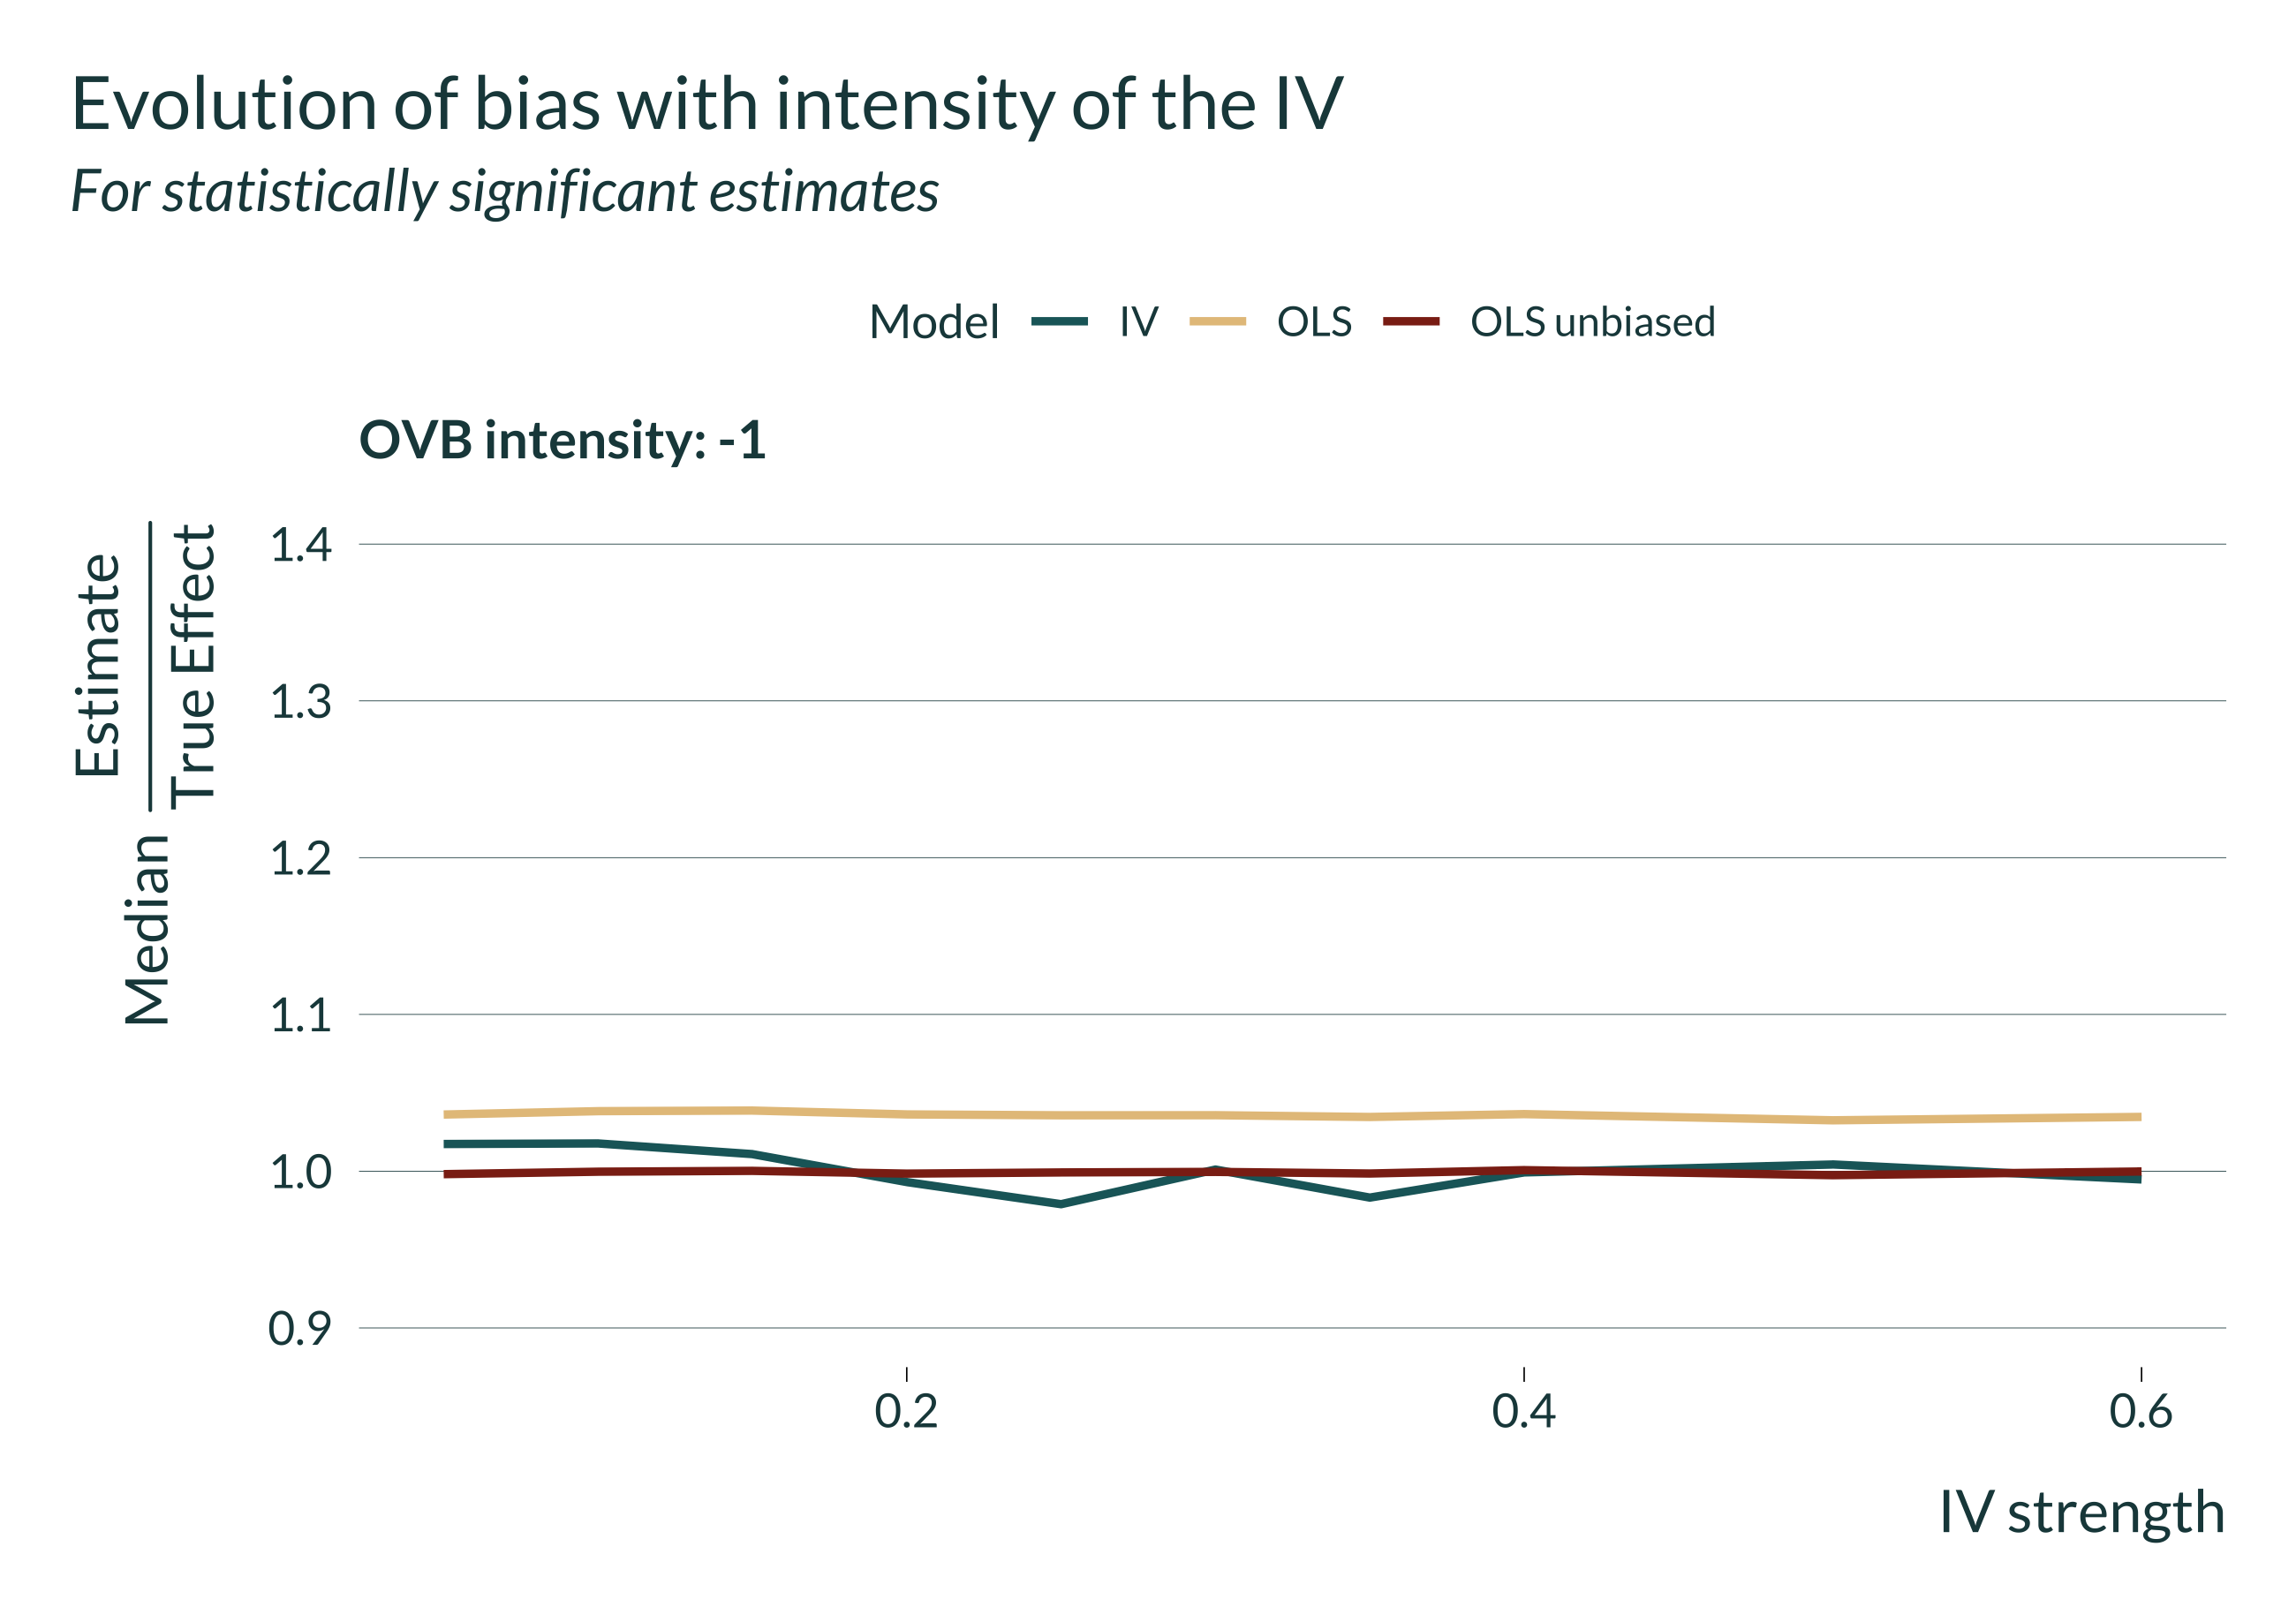 Evolution of bias with intensity of the IV
For statistically significant estimates
Model IV OLS OLS unbiased
OVB intensity: -1
Median Estimate
True Effect
1.4
1.3
1.2
1.1
1.0
0.9
0.2 0.4 0.6
IV strength